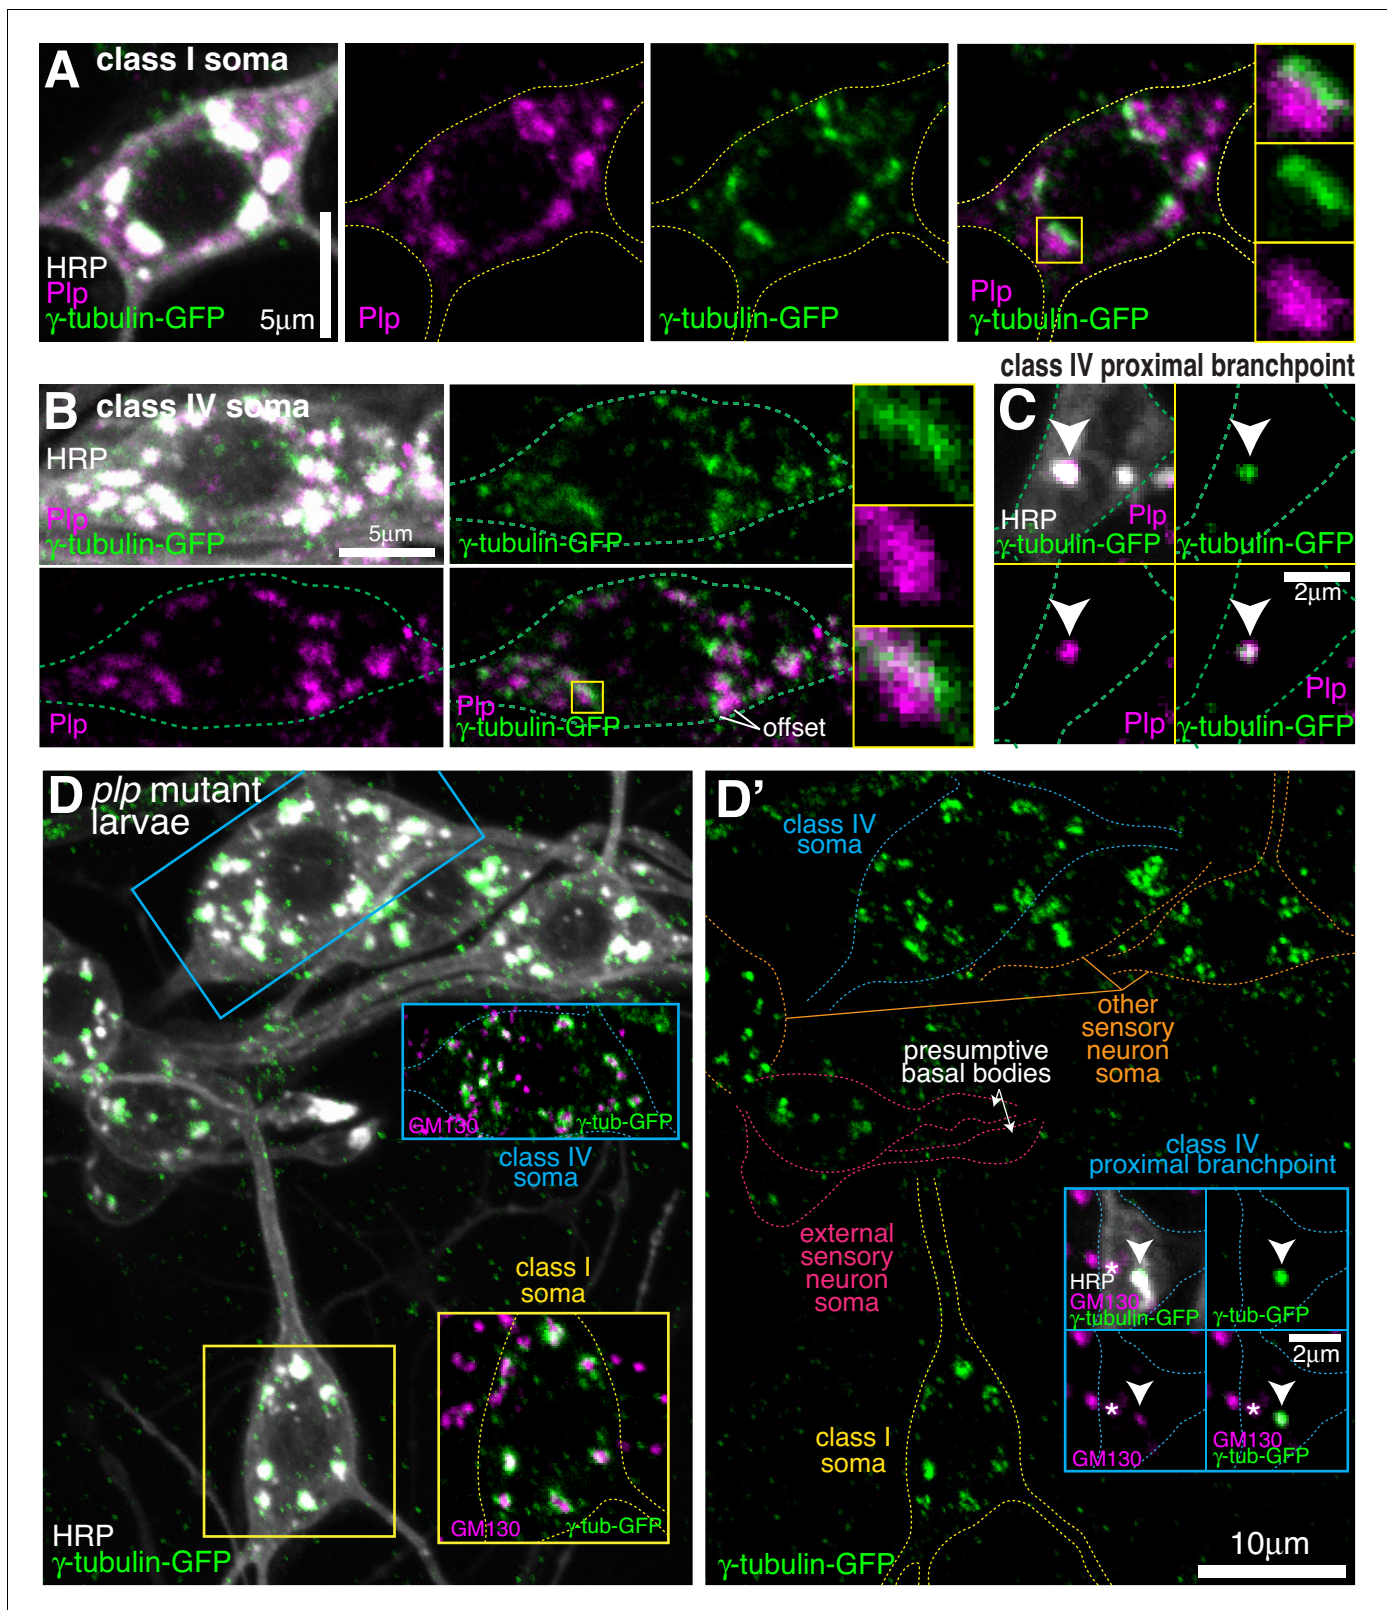 A class I soma
HRP
Plp
γ-tubulin-GFP
5μm
Plp
γ-tubulin-GFP
Plp
γ-tubulin-GFP
B class IV soma
HRP
Plp
γ-tubulin-GFP
5μm
γ-tubulin-GFP
Plp
Plp
γ-tubulin-GFP
offset
class IV proximal branchpoint
C
HRP
Plp
γ-tubulin-GFP
γ-tubulin-GFP
2μm
Plp
Plp
γ-tubulin-GFP
D plp mutant
larvae
GM130
γ-tub-GFP
class IV
soma
class I
soma
GM130
γ-tub-GFP
HRP
γ-tubulin-GFP
D'
class IV
soma
other
sensory
neuron
soma
presumptive
basal bodies
external
sensory
neuron
soma
class IV
proximal branchpoint
*
HRP
GM130
γ-tubulin-GFP
γ-tub-GFP
2μm
*
GM130
*
GM130
γ-tub-GFP
class I
soma
γ-tubulin-GFP
10μm